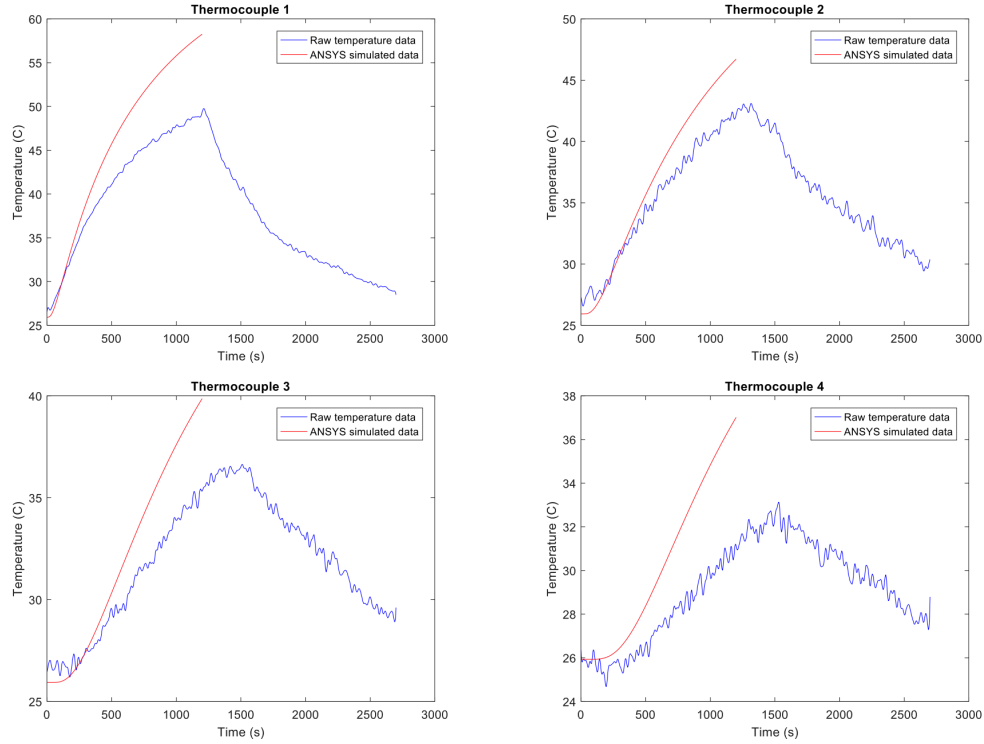 Thermocouple 1
60
55
50
45
40
35
30
25
Temperature (C)
Raw temperature data
ANSYS simulated data
0 500 1000 1500 2000 2500 3000
Time (s)
Thermocouple 2
50
45
40
35
30
25
Temperature (C)
Raw temperature data
ANSYS simulated data
0 500 1000 1500 2000 2500 3000
Time (s)
Thermocouple 3
40
35
30
25
Temperature (C)
Raw temperature data
ANSYS simulated data
0 500 1000 1500 2000 2500 3000
Time (s)
Thermocouple 4
38
36
34
32
30
28
26
24
Temperature (C)
Raw temperature data
ANSYS simulated data
0 500 1000 1500 2000 2500 3000
Time (s)